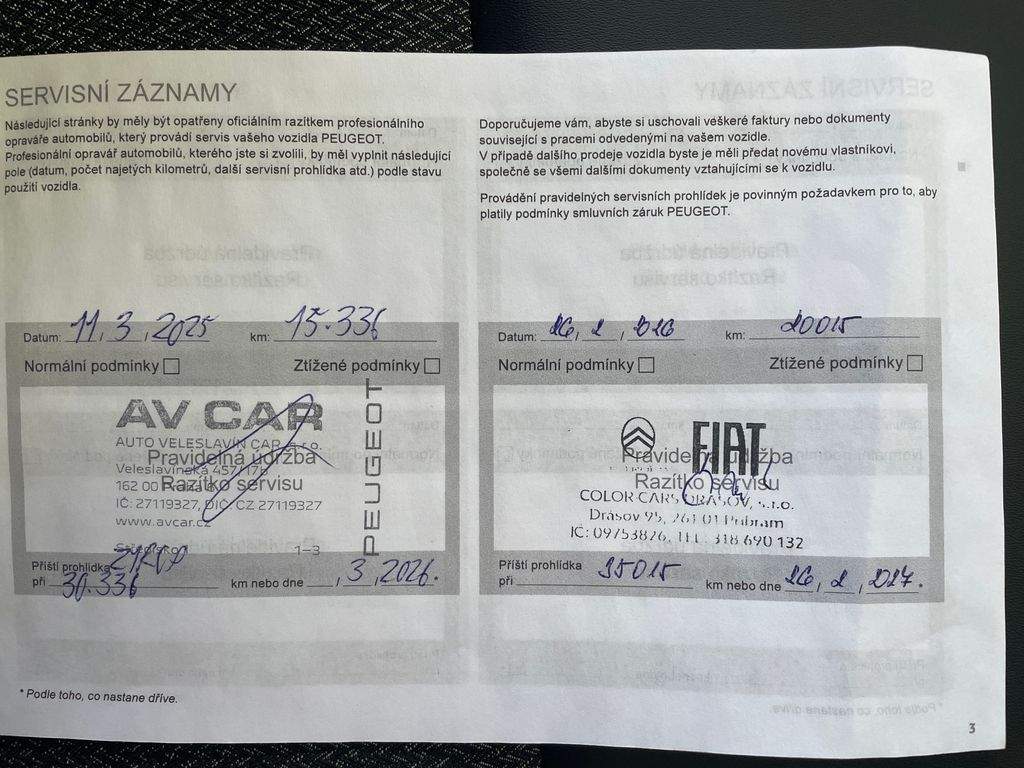 SERVISNÍ ZÁZNAMY
Následující stránky by měly být opatřeny oficiálním razítkem profesionálního
opraváře automobilů, který provádí servis vašeho vozidla PEUGEOT.
Profesionální opravář automobilů, kterého jste si zvolili, by měl vyplnit následující
pole (datum, počet najetých kilometrů, další servisní prohlídka atd.) podle stavu
použití vozidla.
Datum: 11, 3, 2025 km: 15.336
Normální podmínky Ztížené podmínky
AV CAR
PEUGEOT
AUTO VELESLAVÍN CAR s.r.o.
Pravidelná údržba
Veleslavínská 457/17b
162 00 Praha 6
Razítko servisu
IČ: 27119327, DIČ: CZ 27119327
www.avcar.cz
1–3
Příští prohlídka
při 30.336 km nebo dne , 3, 2026.
* Podle toho, co nastane dříve.
Doporučujeme vám, abyste si uschovali veškeré faktury nebo dokumenty
související s pracemi odvedenými na vašem vozidle.
V případě dalšího prodeje vozidla byste je měli předat novému vlastníkovi,
společně se všemi dalšími dokumenty vztahujícími se k vozidlu.
Provádění pravidelných servisních prohlídek je povinným požadavkem pro to, aby
platily podmínky smluvních záruk PEUGEOT.
Datum: 26, 2, 026 km: 20015
Normální podmínky Ztížené podmínky
FIAT
Pravidelná údržba
Razítko servisu
COLOR CARS DRÁSOV, s.r.o.
Drásov 95, 261 01 Příbram
IČ: 09753826, TEL. 318 690 132
Příští prohlídka 35015
při km nebo dne 26, 2, 027.
3